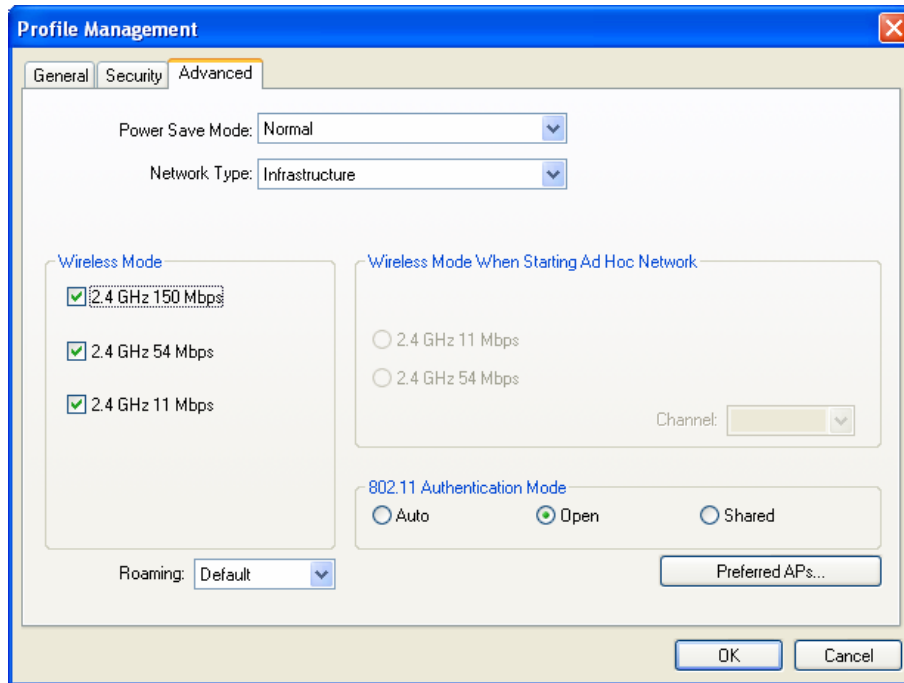 Profile Management
General Security Advanced
Power Save Mode: Normal
Network Type: Infrastructure
Wireless Mode
2.4 GHz 150 Mbps
2.4 GHz 54 Mbps
2.4 GHz 11 Mbps
Wireless Mode When Starting Ad Hoc Network
2.4 GHz 11 Mbps
2.4 GHz 54 Mbps
Channel:
802.11 Authentication Mode
Auto Open Shared
Roaming: Default
Preferred APs...
OK Cancel